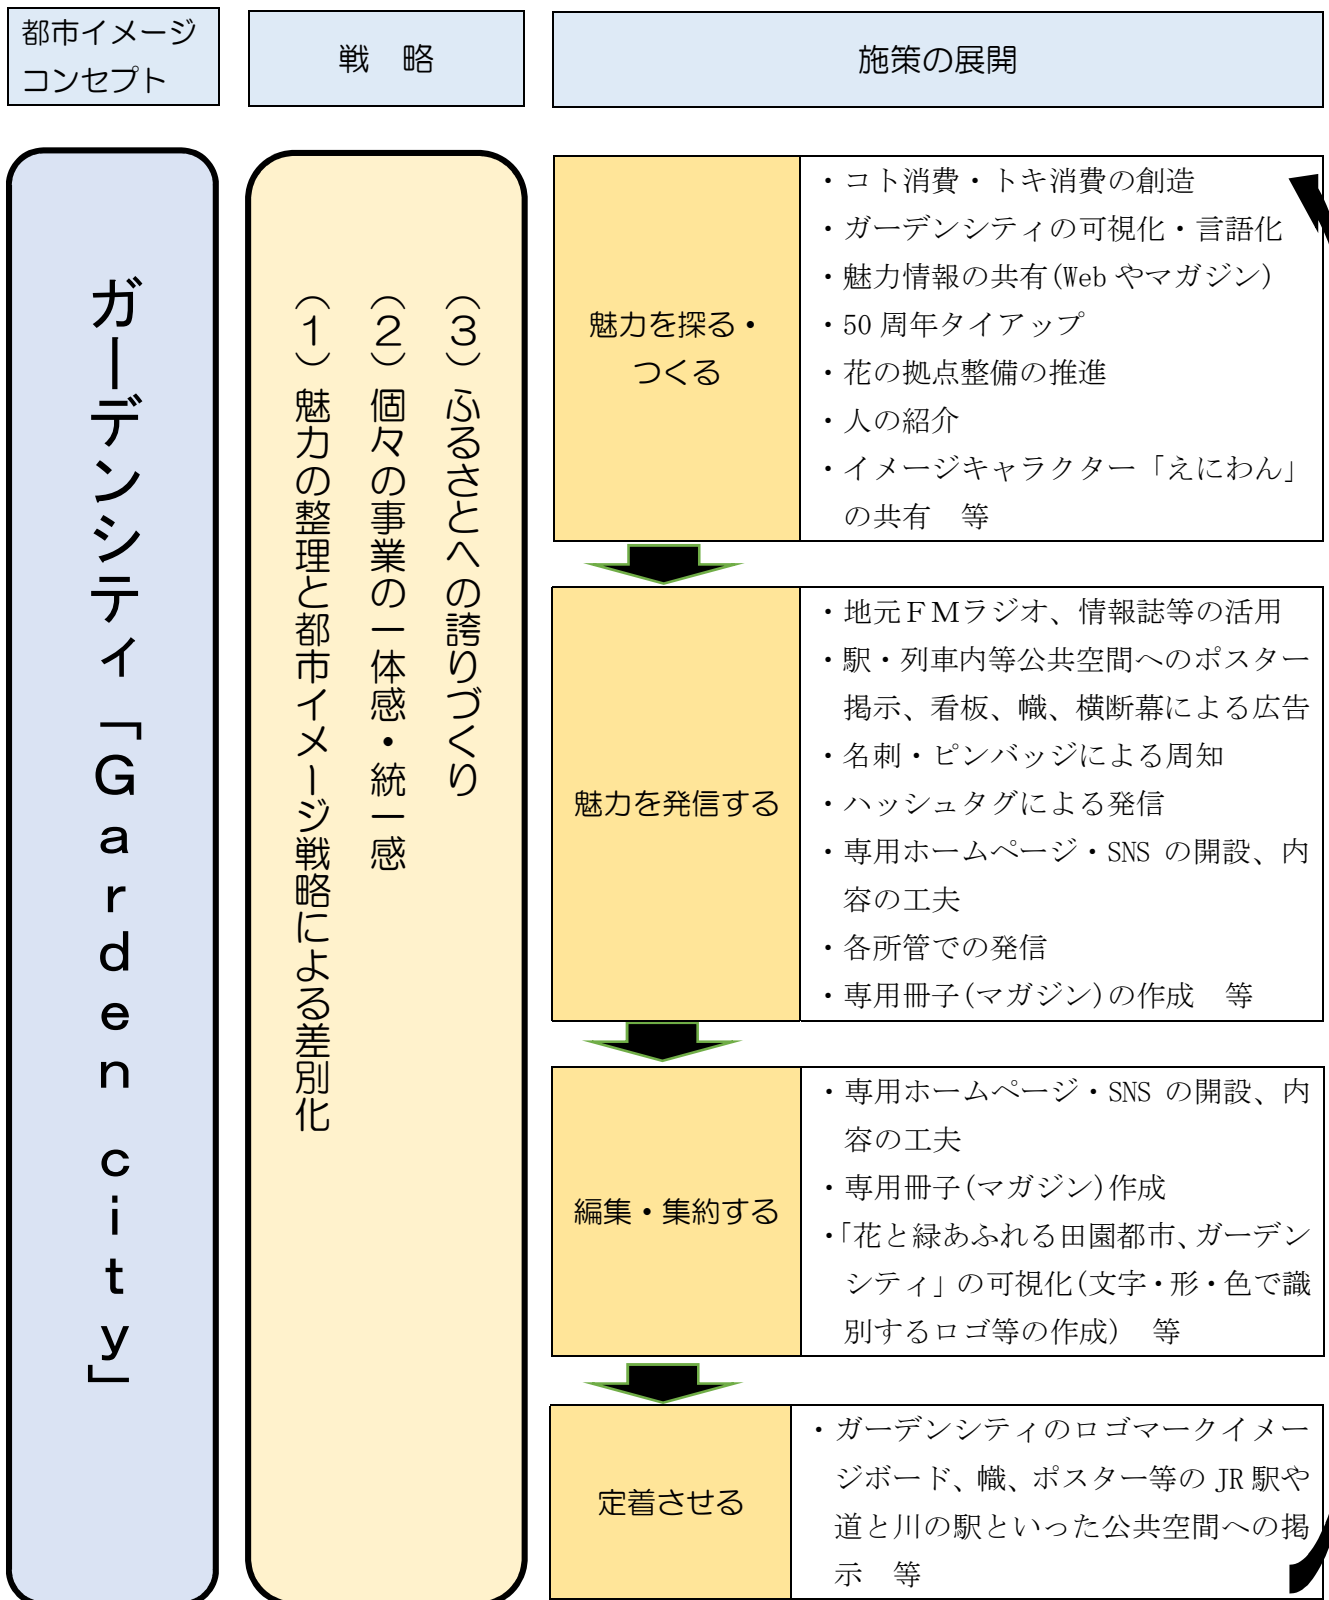 都市イメージ
コンセプト
戦　略
施策の展開
ガーデンシティ「Ｇａｒｄｅｎ　ｃｉｔｙ」
（３）ふるさとへの誇りづくり
（２）個々の事業の一体感・統一感
（１）魅力の整理と都市イメージ戦略による差別化
魅力を探る・
つくる
・コト消費・トキ消費の創造
・ガーデンシティの可視化・言語化
・魅力情報の共有(Web やマガジン)
・50 周年タイアップ
・花の拠点整備の推進
・人の紹介
・イメージキャラクター「えにわん」
の共有　等
魅力を発信する
・地元ＦＭラジオ、情報誌等の活用
・駅・列車内等公共空間へのポスター
掲示、看板、幟、横断幕による広告
・名刺・ピンバッジによる周知
・ハッシュタグによる発信
・専用ホームページ・SNS の開設、内
容の工夫
・各所管での発信
・専用冊子(マガジン)の作成　等
編集・集約する
・専用ホームページ・SNS の開設、内
容の工夫
・専用冊子(マガジン)作成
・「花と緑あふれる田園都市、ガーデン
シティ」の可視化(文字・形・色で識
別するロゴ等の作成)　等
定着させる
・ガーデンシティのロゴマークイメー
ジボード、幟、ポスター等の JR 駅や
道と川の駅といった公共空間への掲
示　等